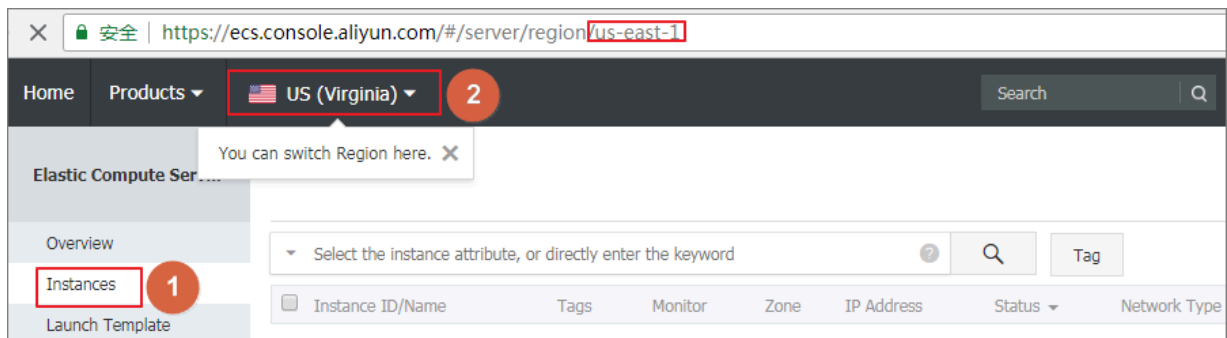 安全 | https://ecs.console.aliyun.com/#/server/region/us-east-1
Home Products US (Virginia) 2 Search
You can switch Region here.
Elastic Compute Ser...
Overview
Select the instance attribute, or directly enter the keyword ? Tag
Instances 1
Instance ID/Name Tags Monitor Zone IP Address Status Network Type
Launch Template